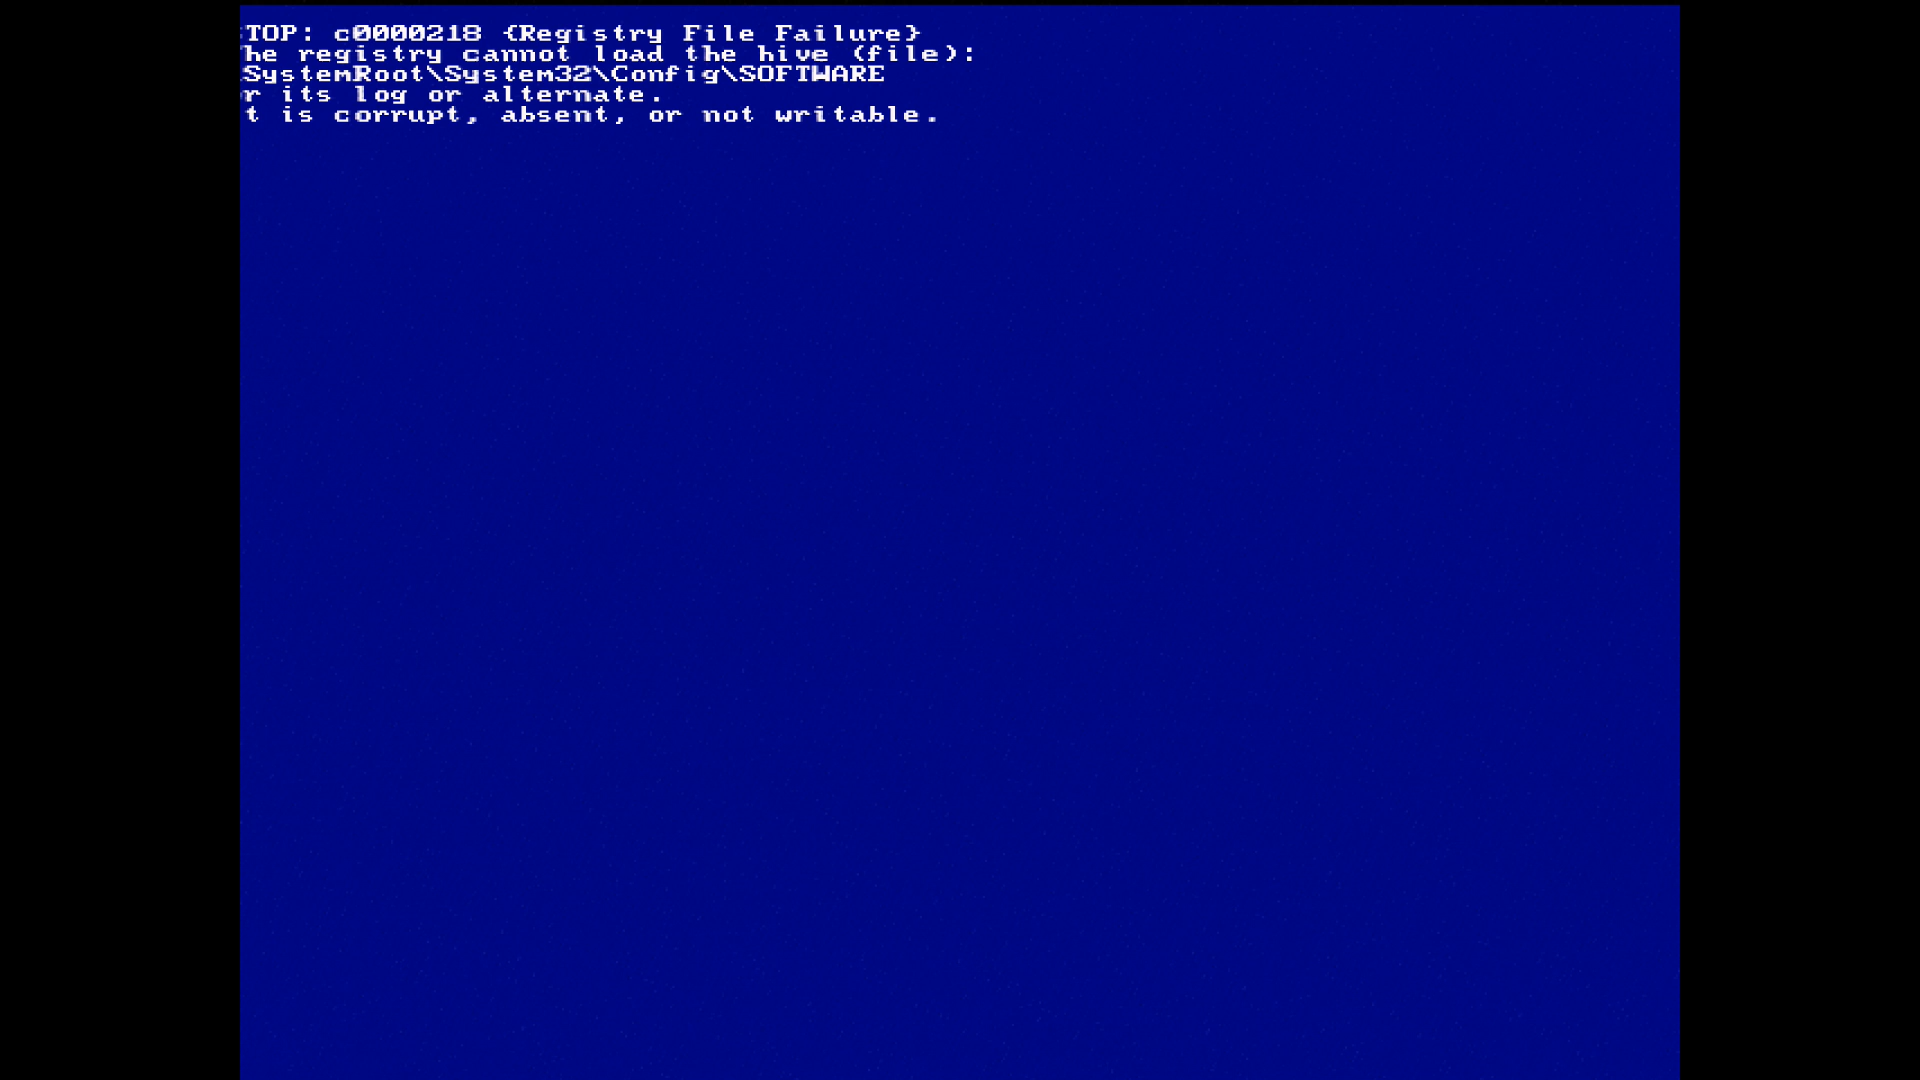 TOP: c0000218 {Registry File Failure}
he registry cannot load the hive (file):
SystemRoot\System32\Config\SOFTWARE
r its log or alternate.
t is corrupt, absent, or not writable.